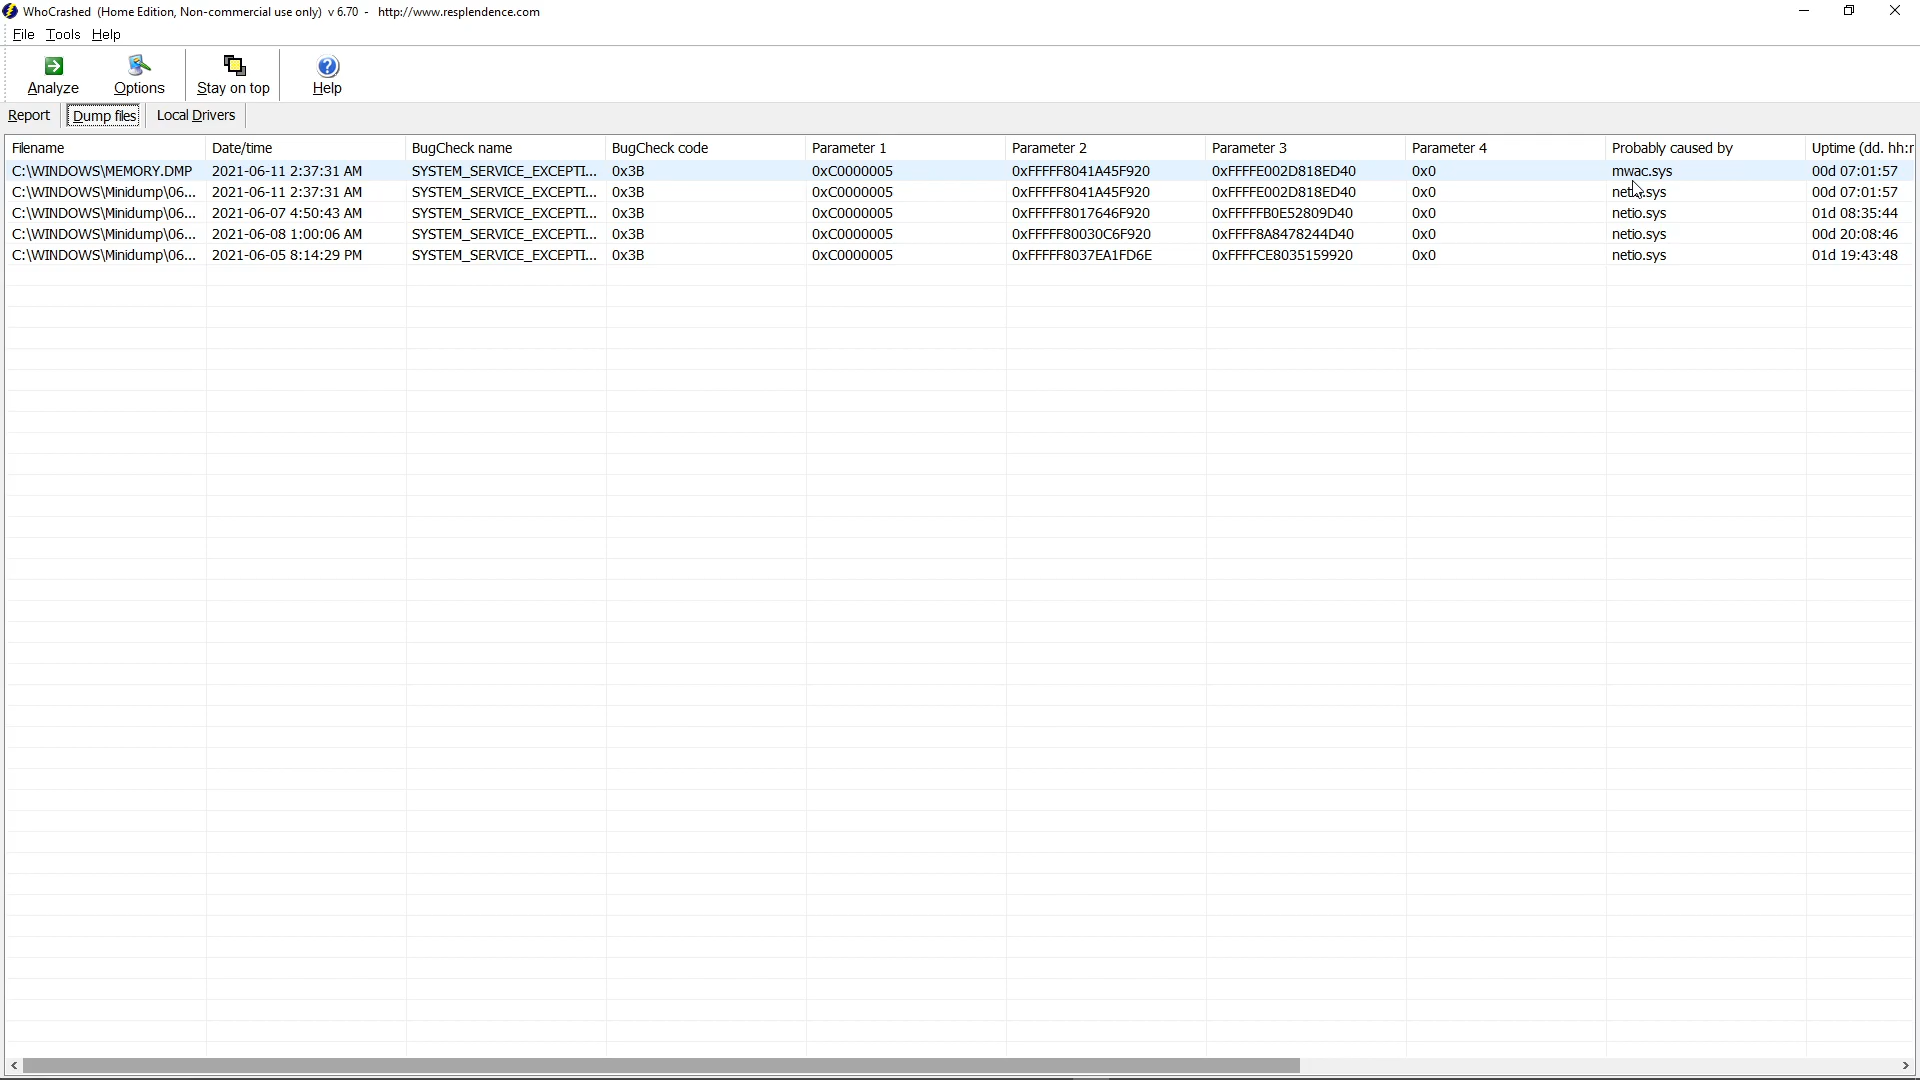 WhoCrashed (Home Edition, Non-commercial use only) v 6.70 - http://www.resplendence.com
File Tools Help
Analyze Options Stay on top Help
Report Dump files Local Drivers
Filename Date/time BugCheck name BugCheck code Parameter 1 Parameter 2 Parameter 3 Parameter 4 Probably caused by Uptime (dd. hh:r
C:\WINDOWS\MEMORY.DMP 2021-06-11 2:37:31 AM SYSTEM_SERVICE_EXCEPTI... 0x3B 0xC0000005 0xFFFFF8041A45F920 0xFFFFE002D818ED40 0x0 mwac.sys 00d 07:01:57
C:\WINDOWS\Minidump\06... 2021-06-11 2:37:31 AM SYSTEM_SERVICE_EXCEPTI... 0x3B 0xC0000005 0xFFFFF8041A45F920 0xFFFFE002D818ED40 0x0 netio.sys 00d 07:01:57
C:\WINDOWS\Minidump\06... 2021-06-07 4:50:43 AM SYSTEM_SERVICE_EXCEPTI... 0x3B 0xC0000005 0xFFFFF8017646F920 0xFFFFFB0E52809D40 0x0 netio.sys 01d 08:35:44
C:\WINDOWS\Minidump\06... 2021-06-08 1:00:06 AM SYSTEM_SERVICE_EXCEPTI... 0x3B 0xC0000005 0xFFFFF80030C6F920 0xFFFF8A8478244D40 0x0 netio.sys 00d 20:08:46
C:\WINDOWS\Minidump\06... 2021-06-05 8:14:29 PM SYSTEM_SERVICE_EXCEPTI... 0x3B 0xC0000005 0xFFFFF8037EA1FD6E 0xFFFFCE8035159920 0x0 netio.sys 01d 19:43:48